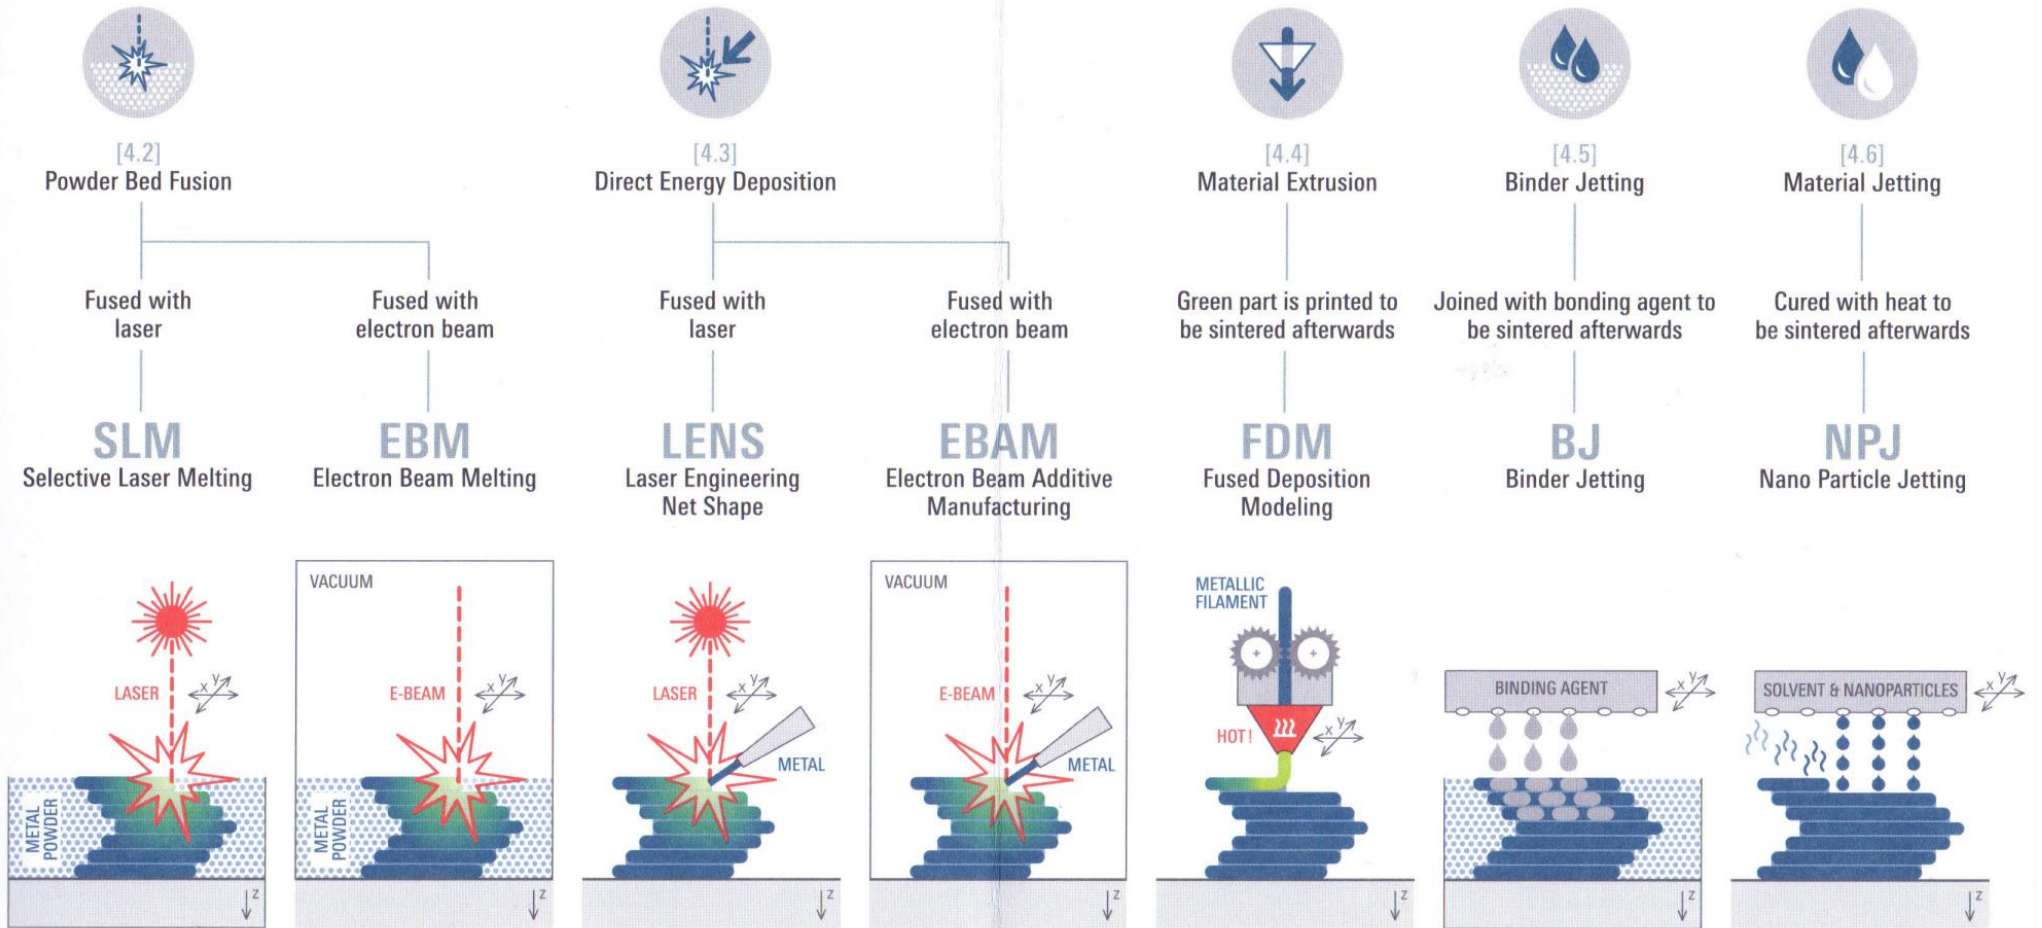 [4.2]
Powder Bed Fusion
[4.3]
Direct Energy Deposition
[4.4]
Material Extrusion
[4.5]
Binder Jetting
[4.6]
Material Jetting
Fused with
laser
Fused with
electron beam
Fused with
laser
Fused with
electron beam
Green part is printed to
be sintered afterwards
Joined with bonding agent to
be sintered afterwards
Cured with heat to
be sintered afterwards
SLM
Selective Laser Melting
EBM
Electron Beam Melting
LENS
Laser Engineering
Net Shape
EBAM
Electron Beam Additive
Manufacturing
FDM
Fused Deposition
Modeling
BJ
Binder Jetting
NPJ
Nano Particle Jetting
LASER
x y
METAL
POWDER
z
VACUUM
E-BEAM
x y
METAL
POWDER
z
LASER
x y
METAL
z
VACUUM
E-BEAM
x y
METAL
z
METALLIC
FILAMENT
HOT!
x y
z
BINDING AGENT
x y
z
SOLVENT & NANOPARTICLES
x y
z